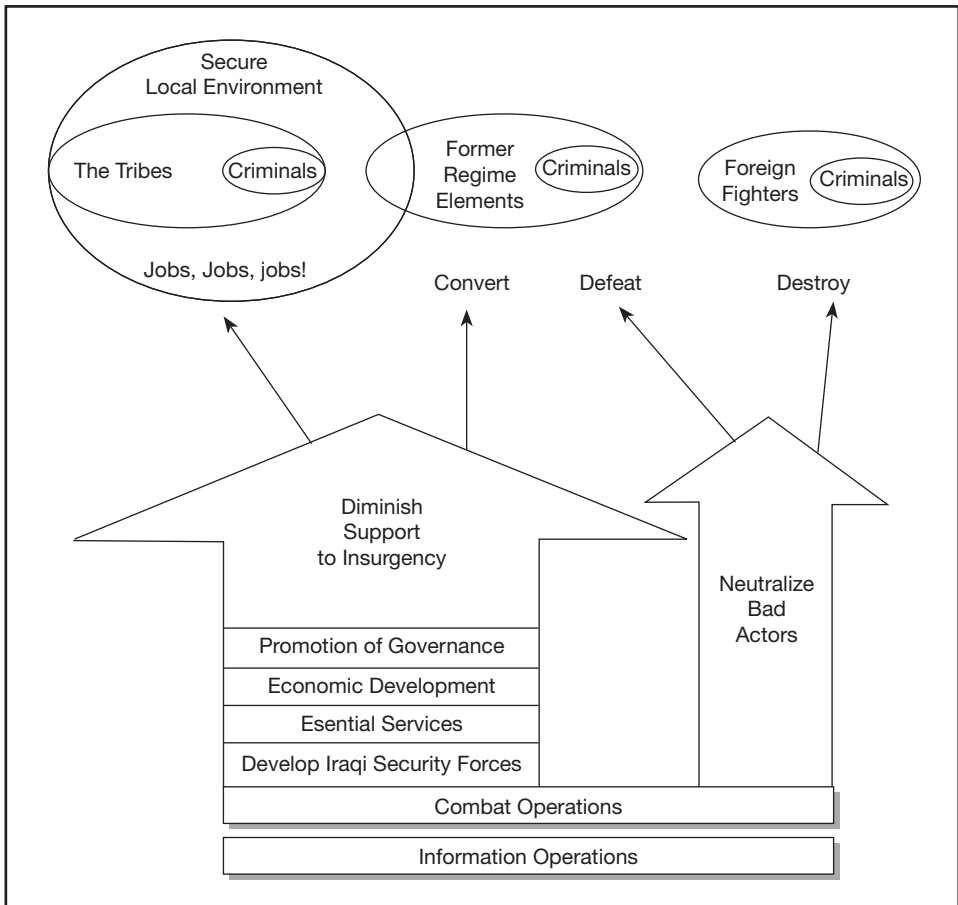 Secure
Local Environment
The Tribes
Criminals
Jobs, Jobs, jobs!
Former
Regime
Elements
Criminals
Foreign
Fighters
Criminals
Convert
Defeat
Destroy
Diminish
Support
to Insurgency
Promotion of Governance
Economic Development
Esential Services
Develop Iraqi Security Forces
Neutralize
Bad
Actors
Combat Operations
Information Operations